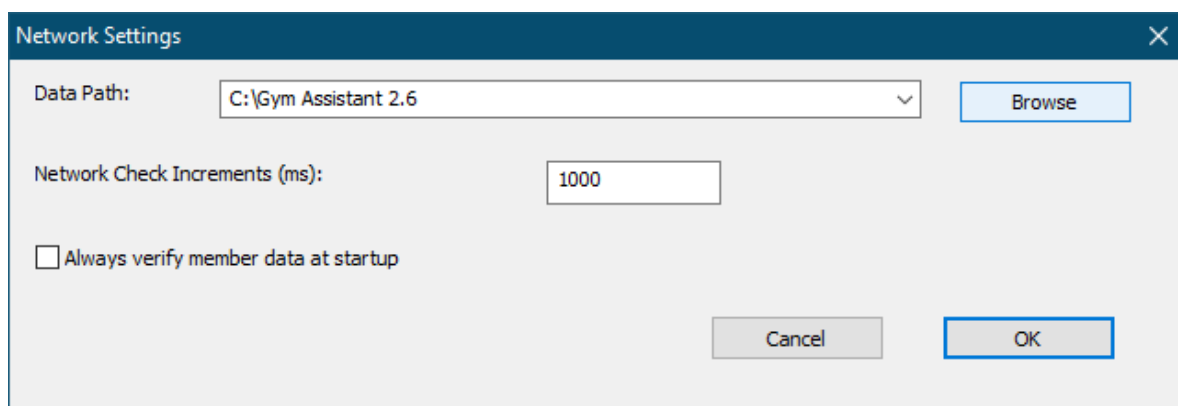 Network Settings
Data Path: C:\Gym Assistant 2.6 Browse
Network Check Increments (ms): 1000
Always verify member data at startup
Cancel OK